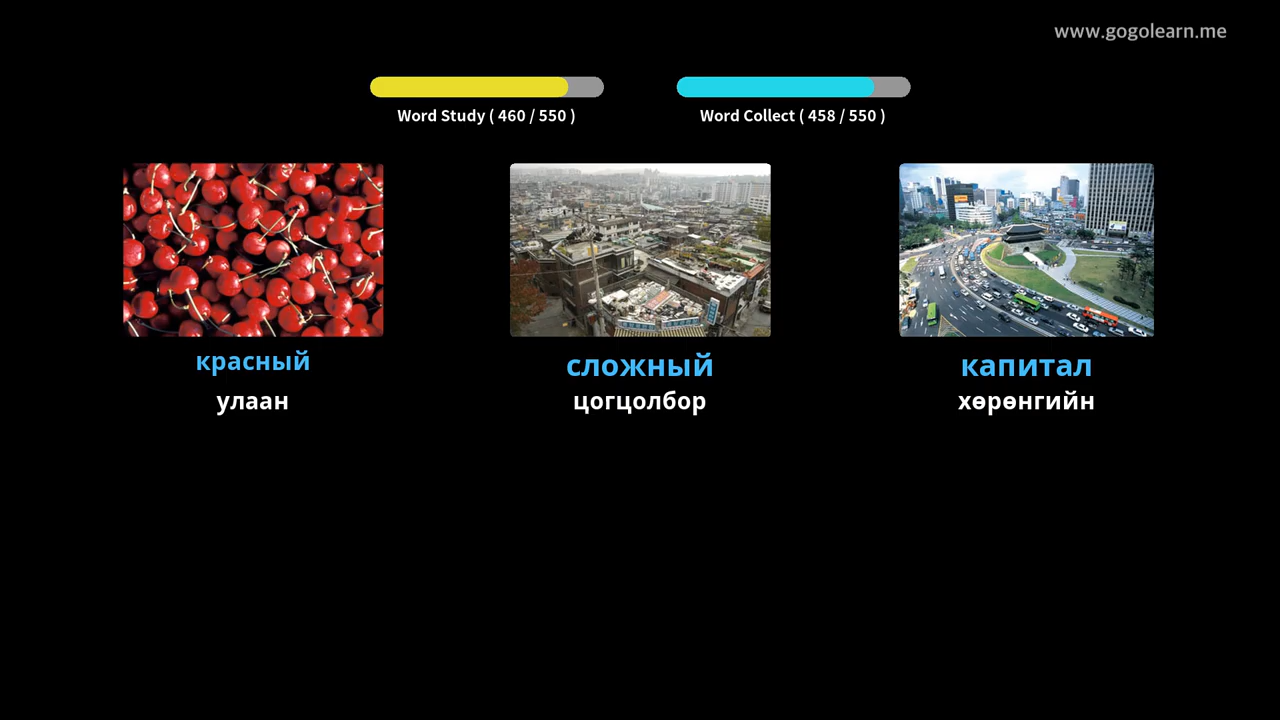 www.gogolearn.me
Word Study ( 460 / 550 )
Word Collect ( 458 / 550 )
красный
улаан
сложный
цогцолбор
капитал
хөрөнгийн